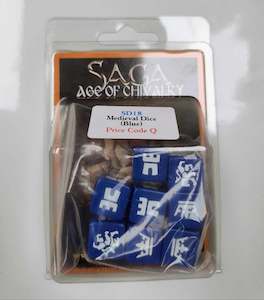 SAGA
AGE OF CHIVALRY
SD18
Medieval Dice
(Blue)
Price Code Q